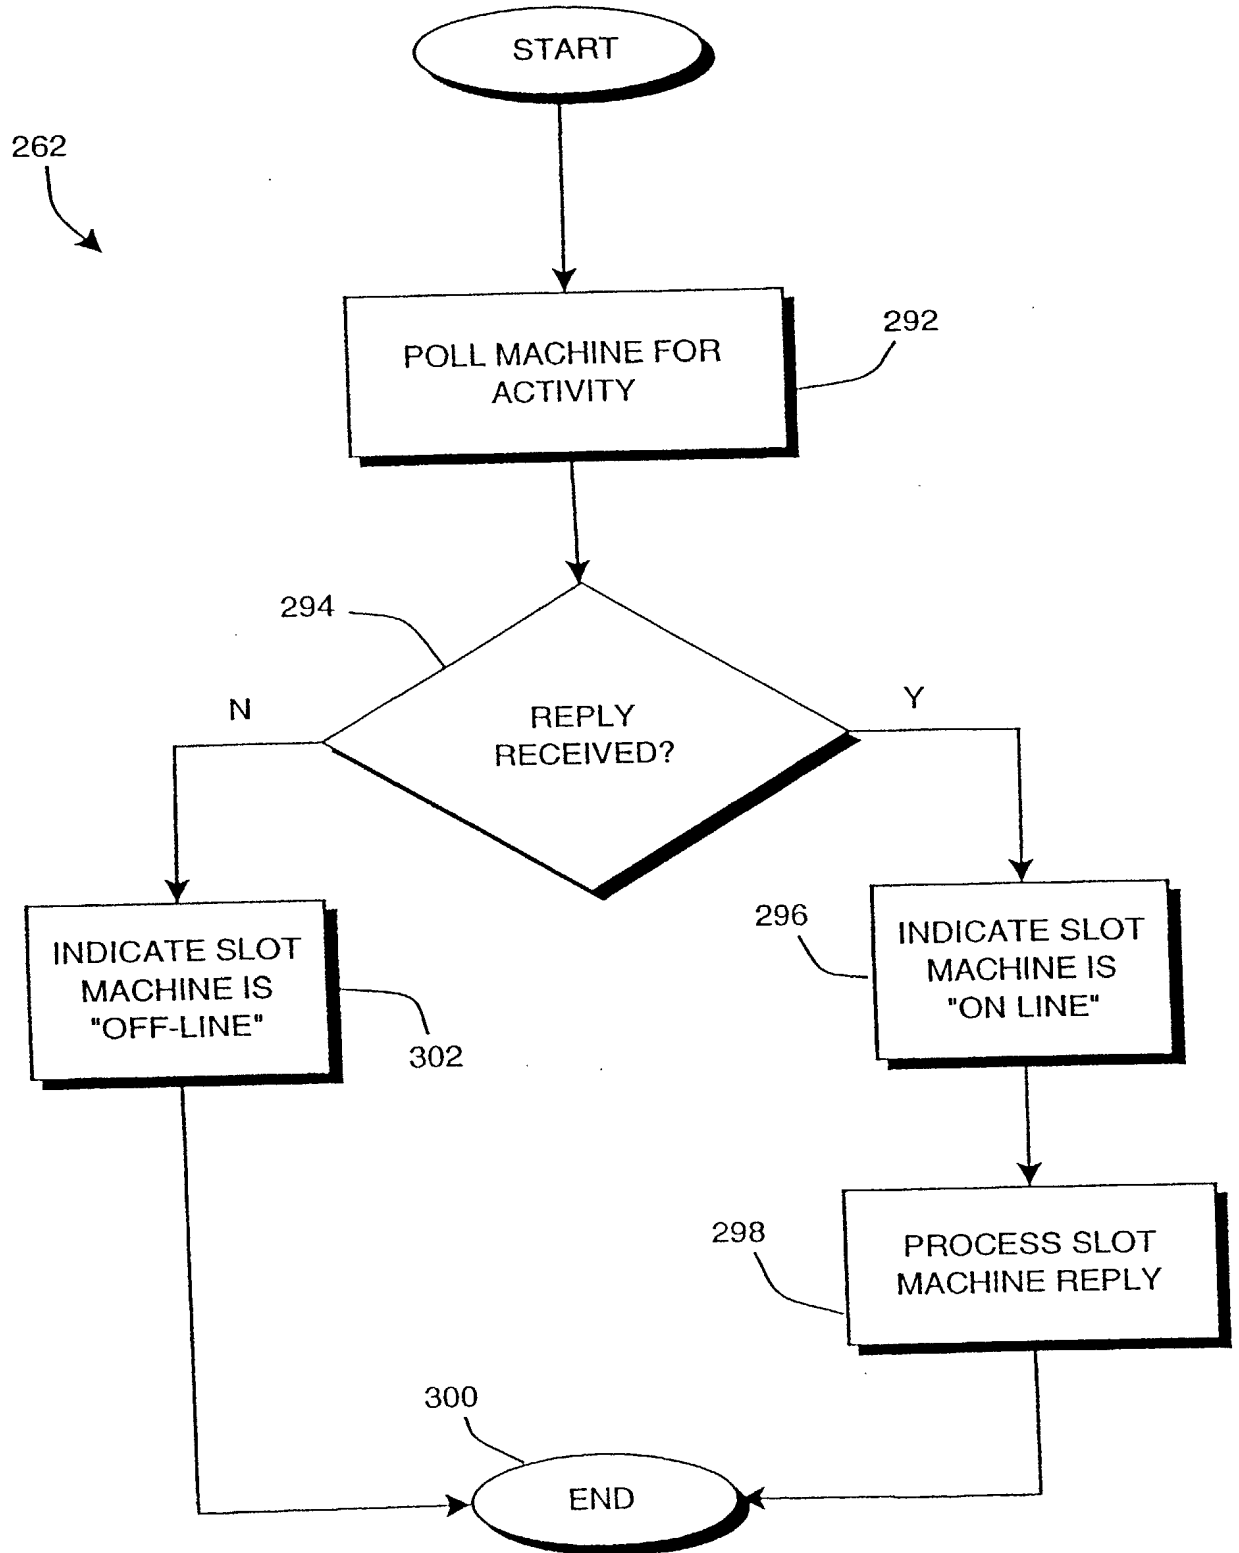 START
262
POLL MACHINE FOR
ACTIVITY
292
294
N
REPLY
RECEIVED?
Y
INDICATE SLOT
MACHINE IS
"OFF-LINE"
302
296
INDICATE SLOT
MACHINE IS
"ON LINE"
298
PROCESS SLOT
MACHINE REPLY
300
END